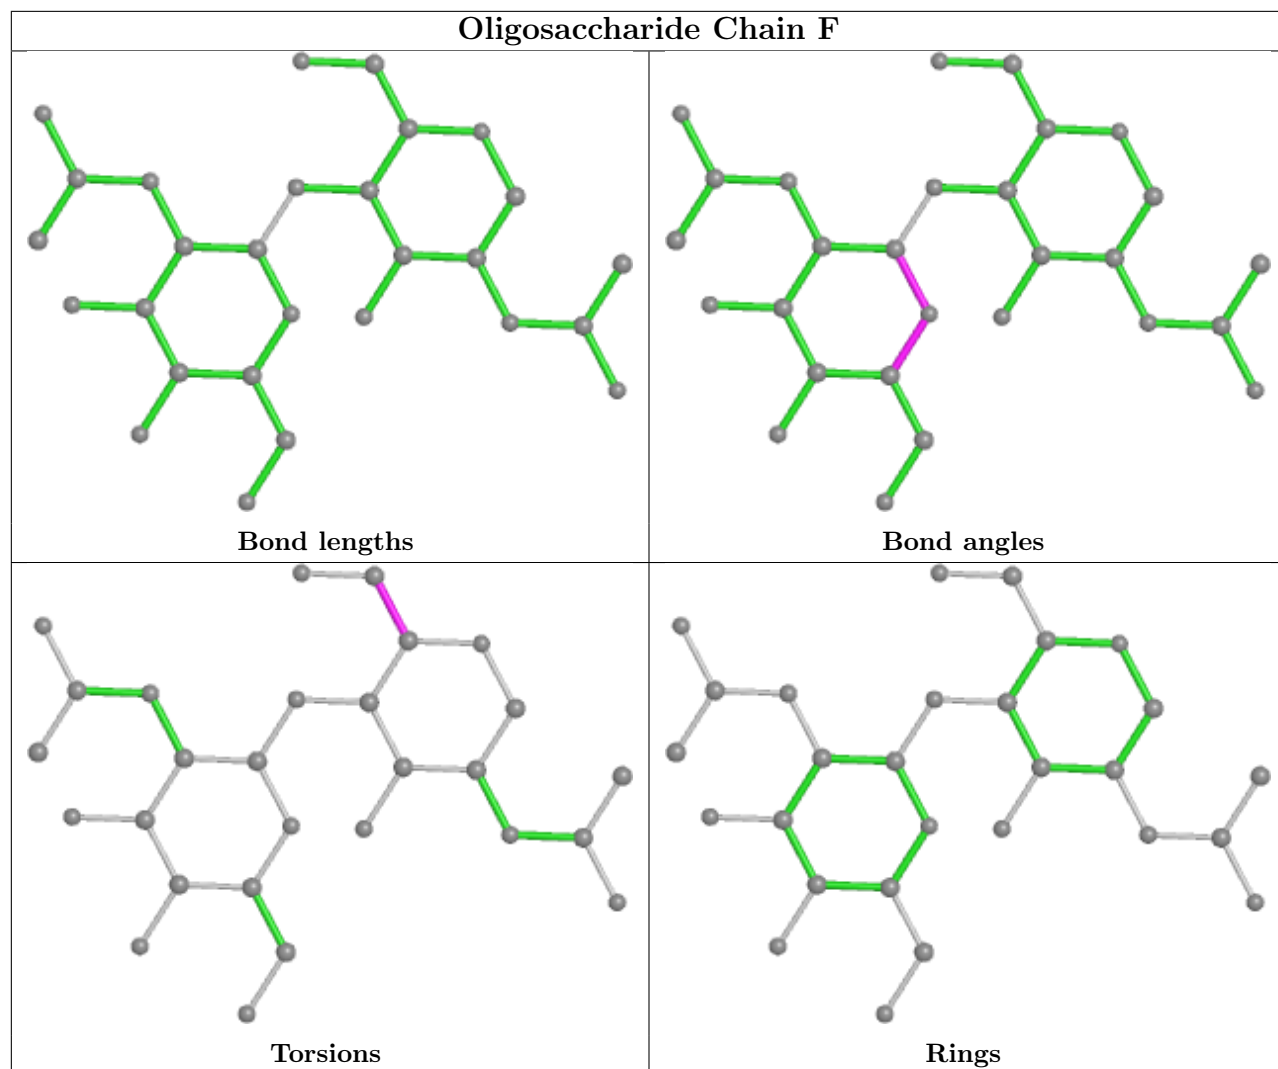 Oligosaccharide Chain F
Bond lengths
Bond angles
Torsions
Rings